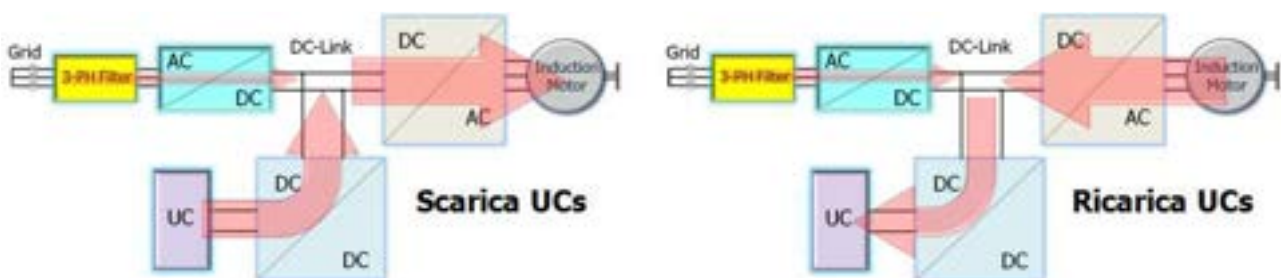 Grid
3-PH Filter
AC
DC
DC-Link
DC
AC
Induction
Motor
UC
DC
DC
Scarica UCs
Grid
3-PH Filter
AC
DC
DC-Link
DC
AC
Induction
Motor
UC
DC
DC
Ricarica UCs